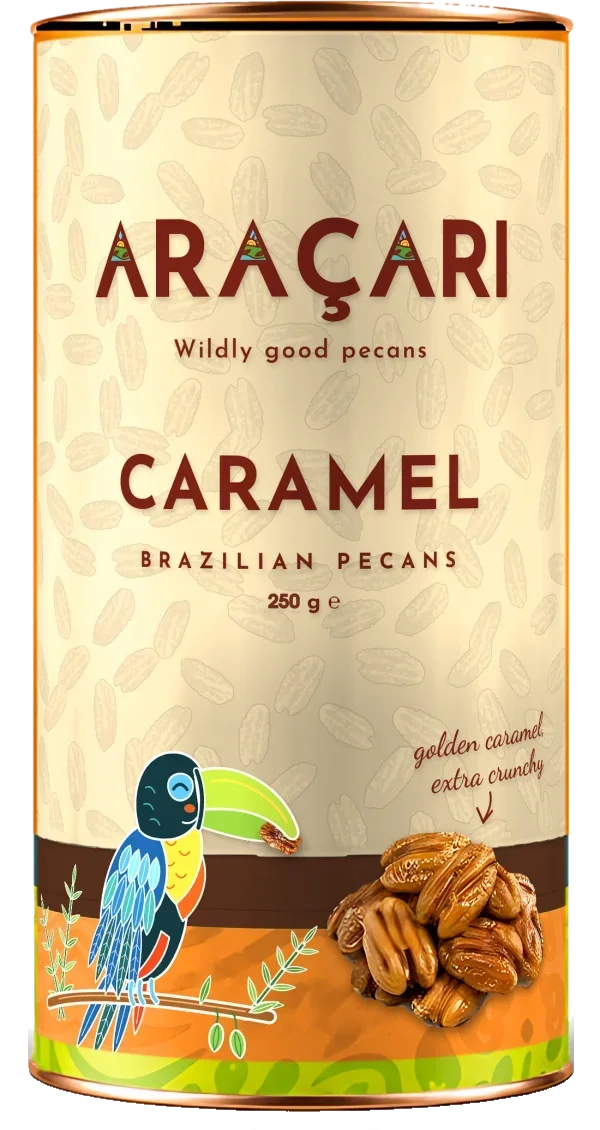 ARAÇARI
Wildly good pecans
CARAMEL
BRAZILIAN PECANS
250 g ℮
golden caramel,
extra crunchy